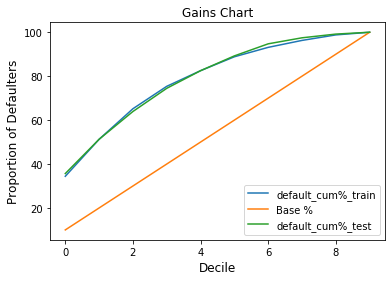 Gains Chart
100
80
60
40
20
Proportion of Defaulters
0
2
4
6
8
Decile
default_cum%_train
Base %
default_cum%_test